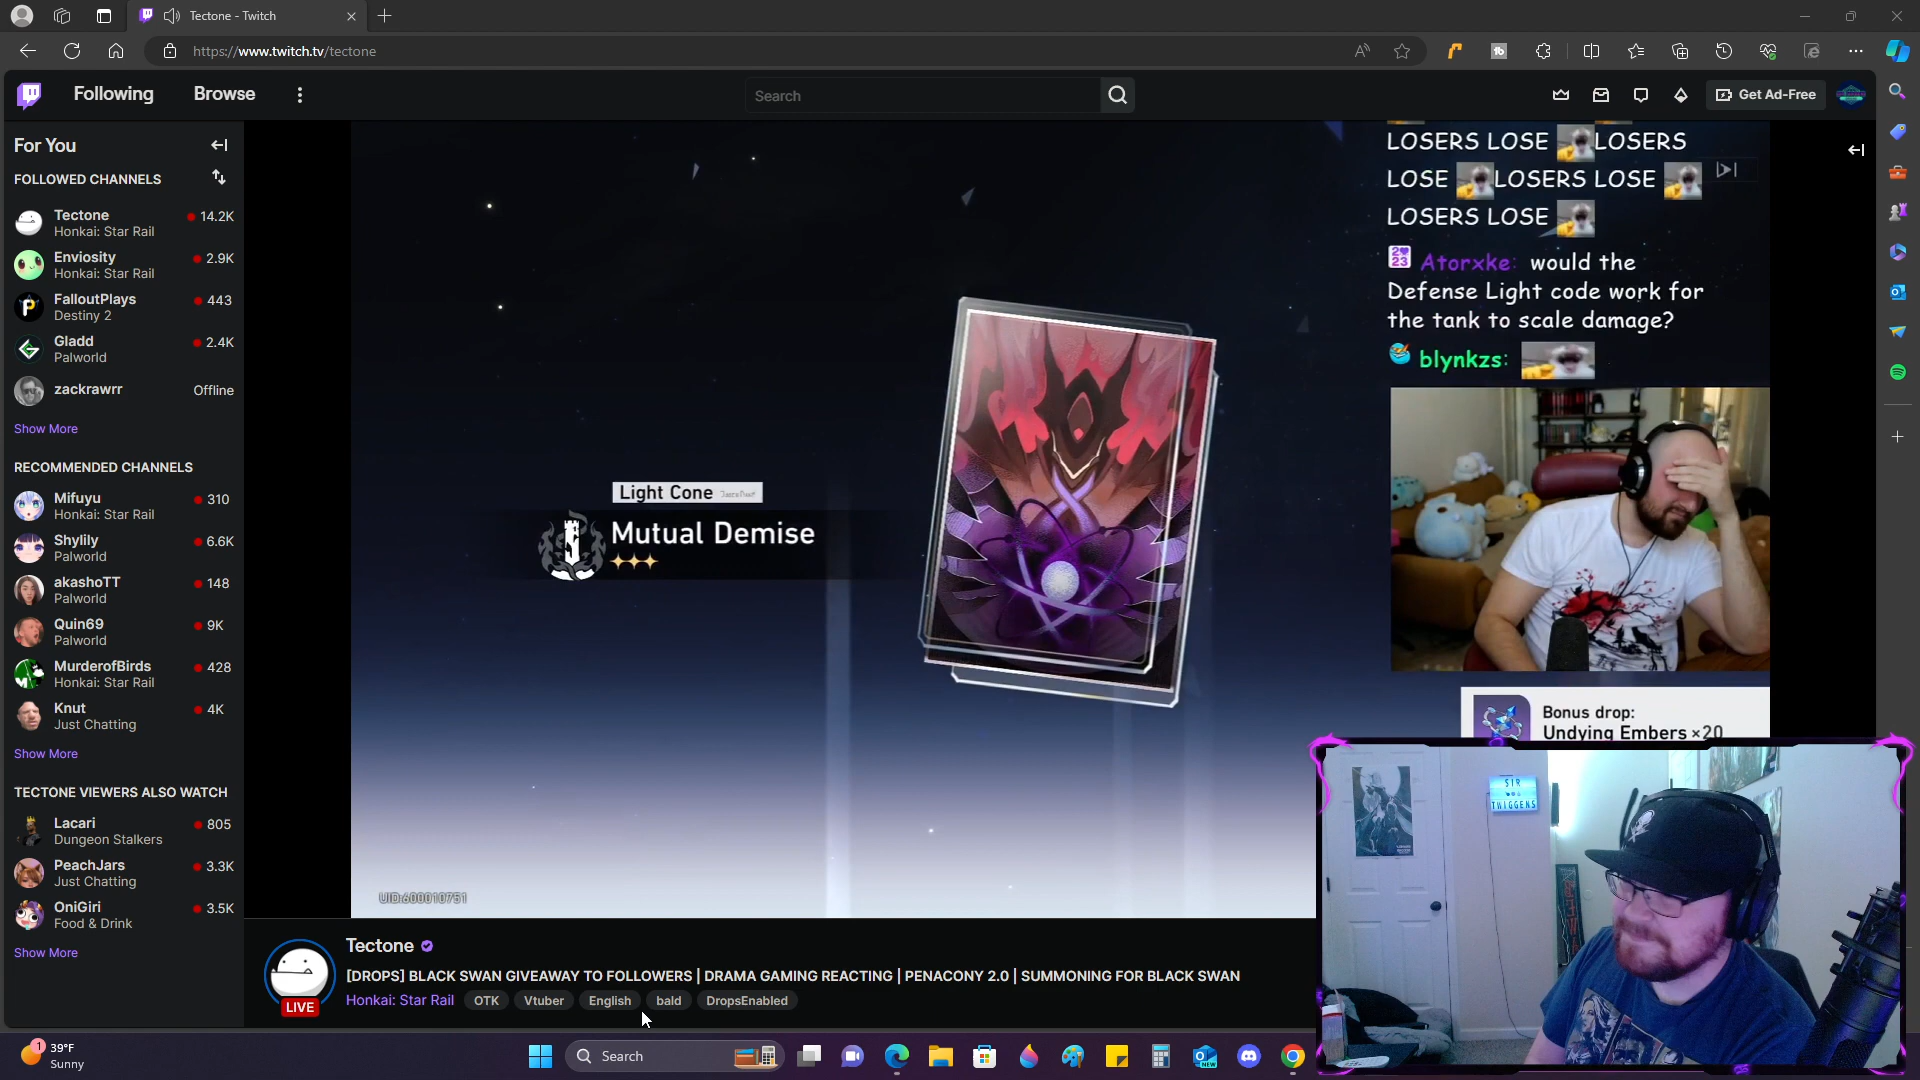 Tectone - Twitch
https://www.twitch.tv/tectone
Following
Browse
Search
Get Ad-Free
For You
FOLLOWED CHANNELS
Tectone
14.2K
Honkai: Star Rail
Enviosity
2.9K
Honkai: Star Rail
FalloutPlays
443
Destiny 2
Gladd
2.4K
Palworld
zackrawrr
Offline
Show More
RECOMMENDED CHANNELS
Mifuyu
310
Honkai: Star Rail
Shylily
6.6K
Palworld
akashoTT
148
Palworld
Quin69
9K
Palworld
MurderofBirds
428
Honkai: Star Rail
Knut
4K
Just Chatting
Show More
TECTONE VIEWERS ALSO WATCH
Lacari
805
Dungeon Stalkers
PeachJars
3.3K
Just Chatting
OniGiri
3.5K
Food & Drink
Show More
LOSERS LOSE LOSERS
LOSE LOSERS LOSE
LOSERS LOSE
Atorxke: would the
Defense Light code work for
the tank to scale damage?
blynkzs:
Light Cone
Mutual Demise
Bonus drop:
Undying Embers ×20
SIR
TWIGGENS
UID:600010751
Tectone
[DROPS] BLACK SWAN GIVEAWAY TO FOLLOWERS | DRAMA GAMING REACTING | PENACONY 2.0 | SUMMONING FOR BLACK SWAN
LIVE
Honkai: Star Rail OTK Vtuber English bald DropsEnabled
1
39°F
Sunny
Search